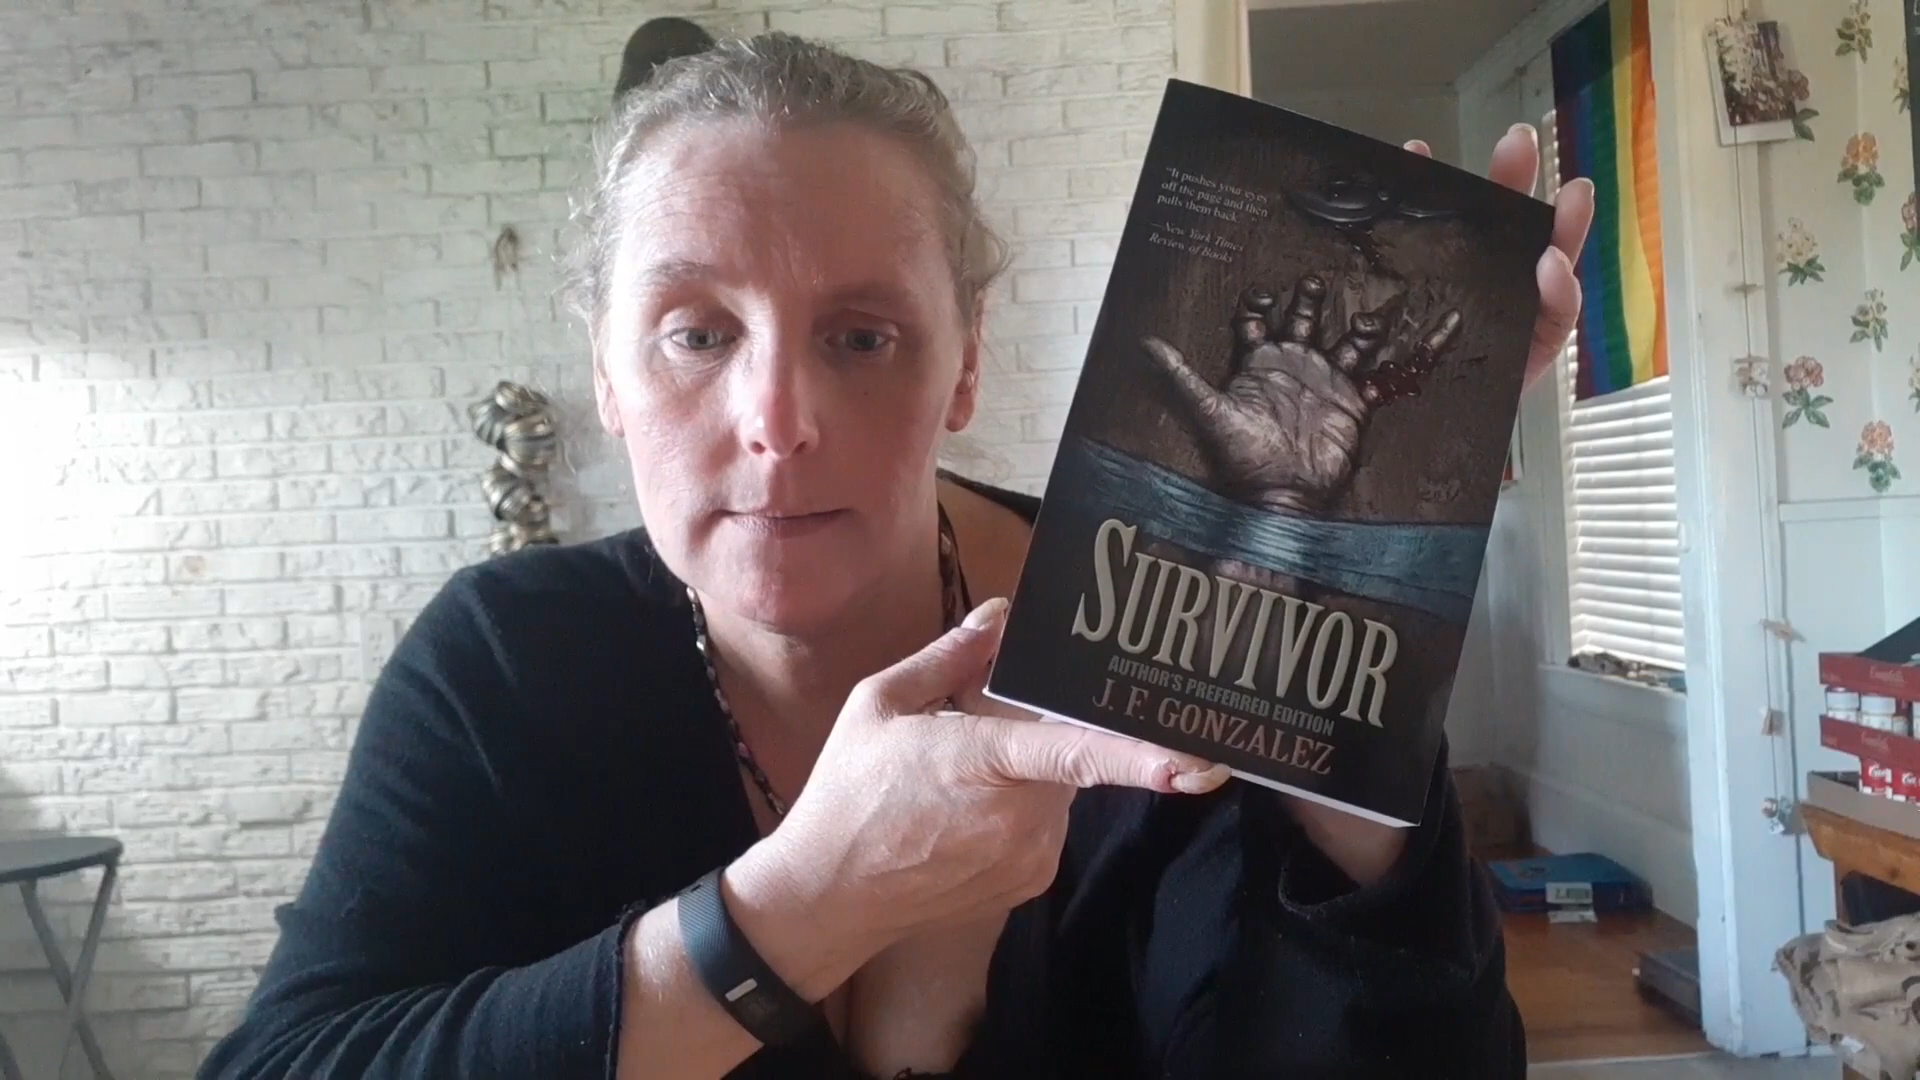 "It pushes your eyes
off the page and then
pulls them back
—New York Times
Review of Books
SURVIVOR
AUTHOR'S PREFERRED EDITION
J. F. GONZALEZ